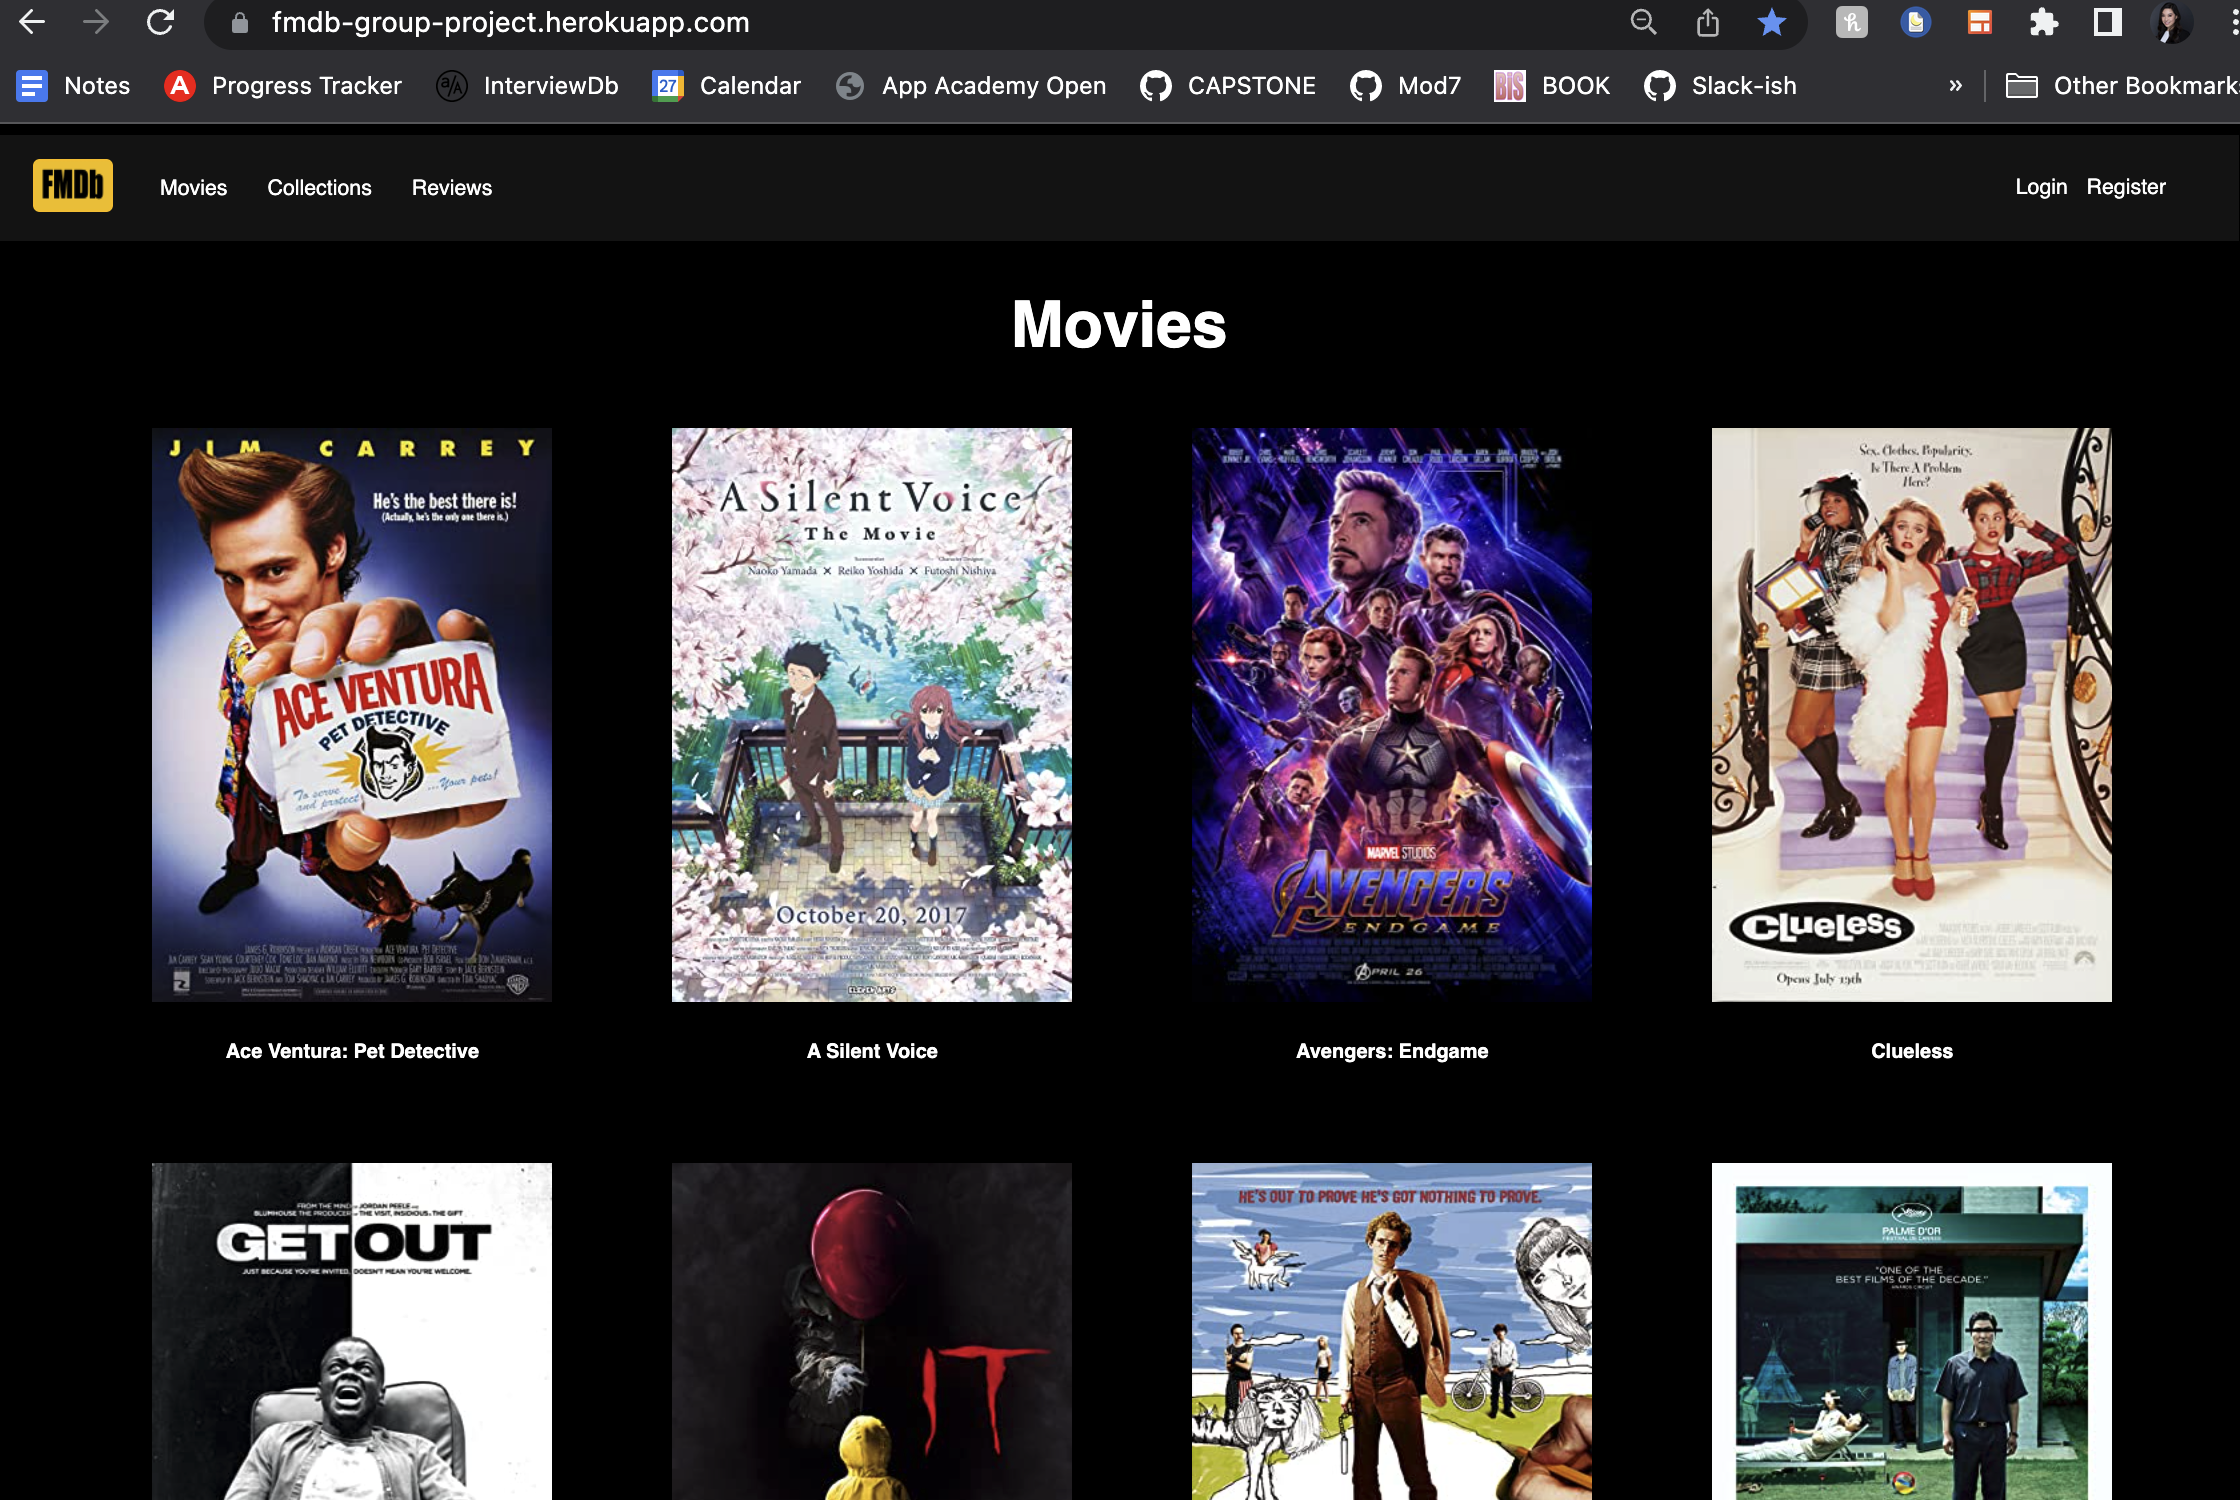 fmdb-group-project.herokuapp.com
Notes Progress Tracker a/A InterviewDb 27 Calendar App Academy Open CAPSTONE Mod7 BIS BOOK Slack-ish » Other Bookmark
FMDb Movies Collections Reviews Login Register
Movies
JIM CARREY
He's the best there is!
(Actually, he's the only one there is.)
ACE VENTURA
PET DETECTIVE
To serve
and protect
...Your pets!
A Silent Voice
The Movie
Naoko Yamada × Reiko Yoshida × Futoshi Nishiya
October 20, 2017
ELEVEN ARTS
MARVEL STUDIOS
AVENGERS
ENDGAME
APRIL 26
Sex. Clothes. Popularity.
Is There A Problem
Here?
CLUELESS
Opens July 19th
Ace Ventura: Pet Detective
A Silent Voice
Avengers: Endgame
Clueless
FROM THE MIND OF JORDAN PEELE
BLUMHOUSE THE PRODUCER OF THE VISIT, INSIDIOUS, THE GIFT
GET OUT
JUST BECAUSE YOU'RE INVITED, DOESN'T MEAN YOU'RE WELCOME.
IT
HE'S OUT TO PROVE HE'S GOT NOTHING TO PROVE.
PALME D'OR
FESTIVAL DE CANNES
"ONE OF THE
BEST FILMS OF THE DECADE."